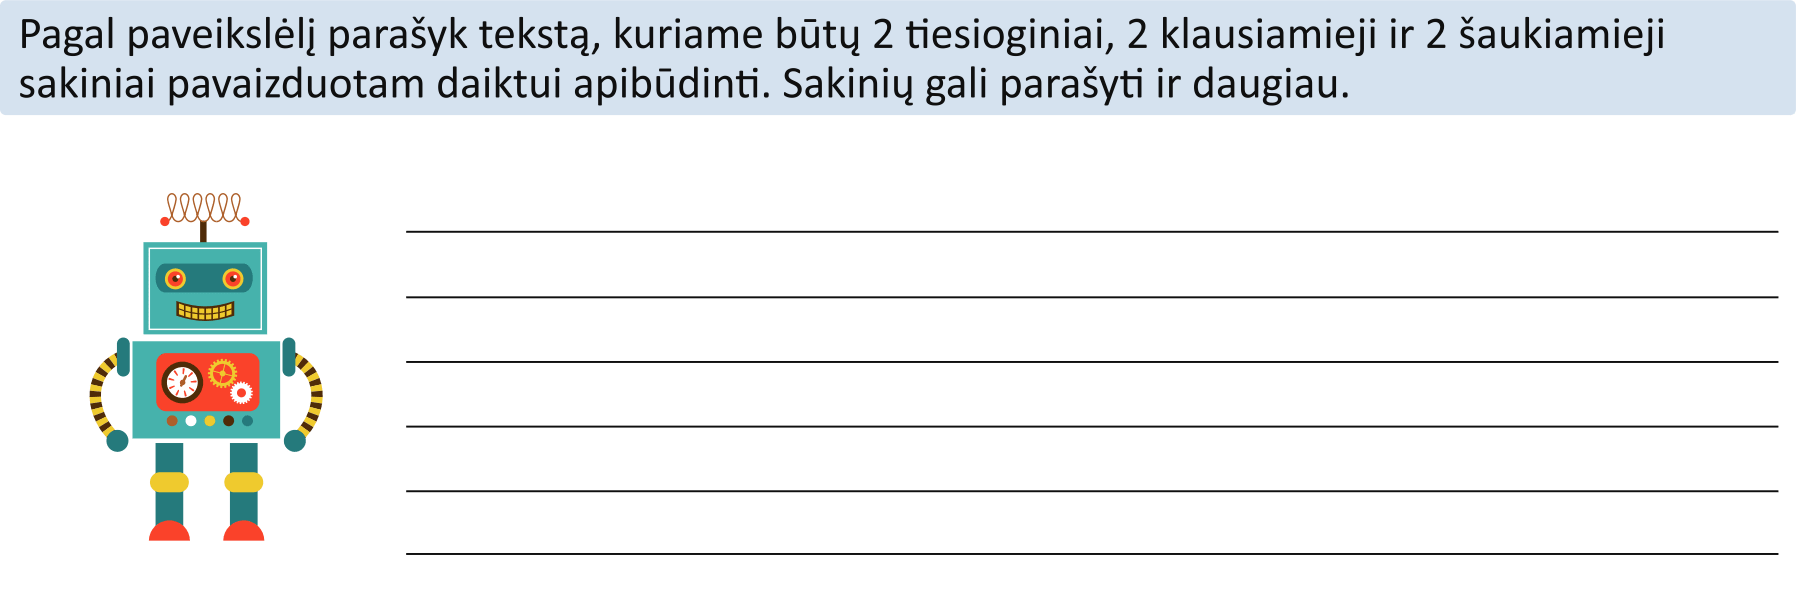 Pagal paveikslėlį parašyk tekstą, kuriame būtų 2 tiesioginiai, 2 klausiamieji ir 2 šaukiamieji
sakiniai pavaizduotam daiktui apibūdinti. Sakinių gali parašyti ir daugiau.